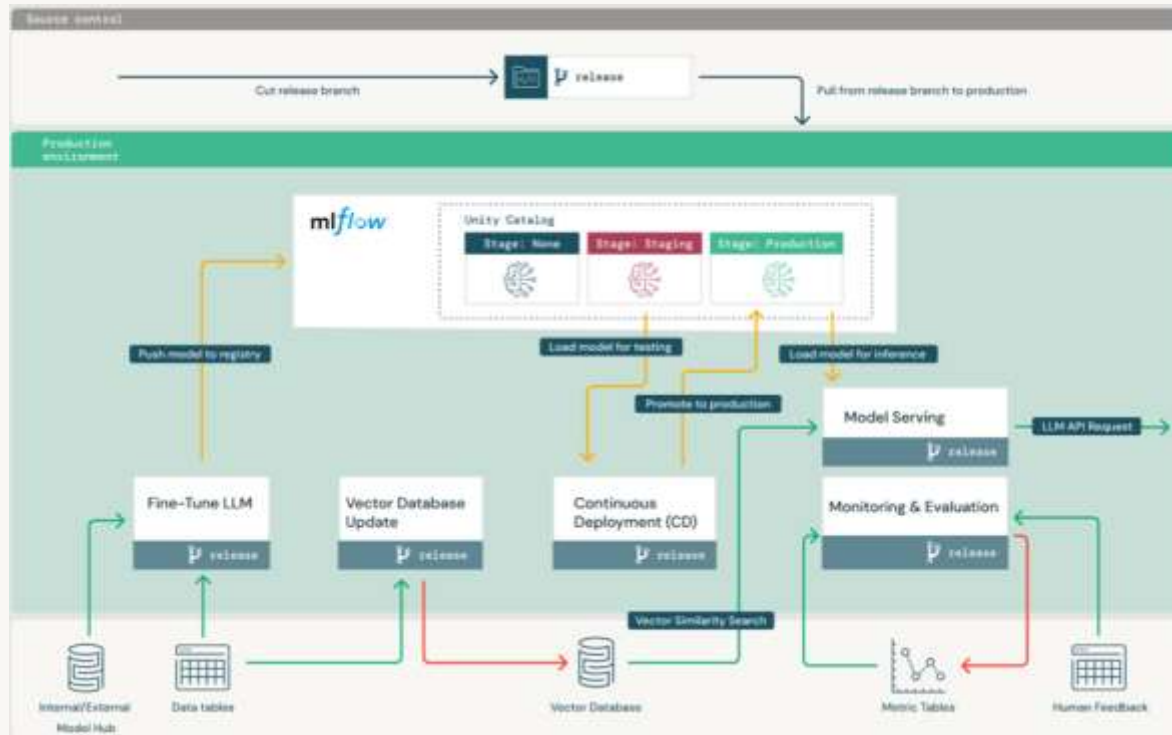 Source control
release
Cut release branch
Pull from release branch to production
Production
environment
mlflow
Unity Catalog
Stage: None
Stage: Staging
Stage: Production
Push model to registry
Load model for testing
Load model for inference
Promote to production
Model Serving
release
LLM API Request
Fine-Tune LLM
release
Vector Database
Update
release
Continuous
Deployment (CD)
release
Monitoring & Evaluation
release
Vector Similarity Search
Internal/External
Model Hub
Data tables
Vector Database
Metric Tables
Human Feedback